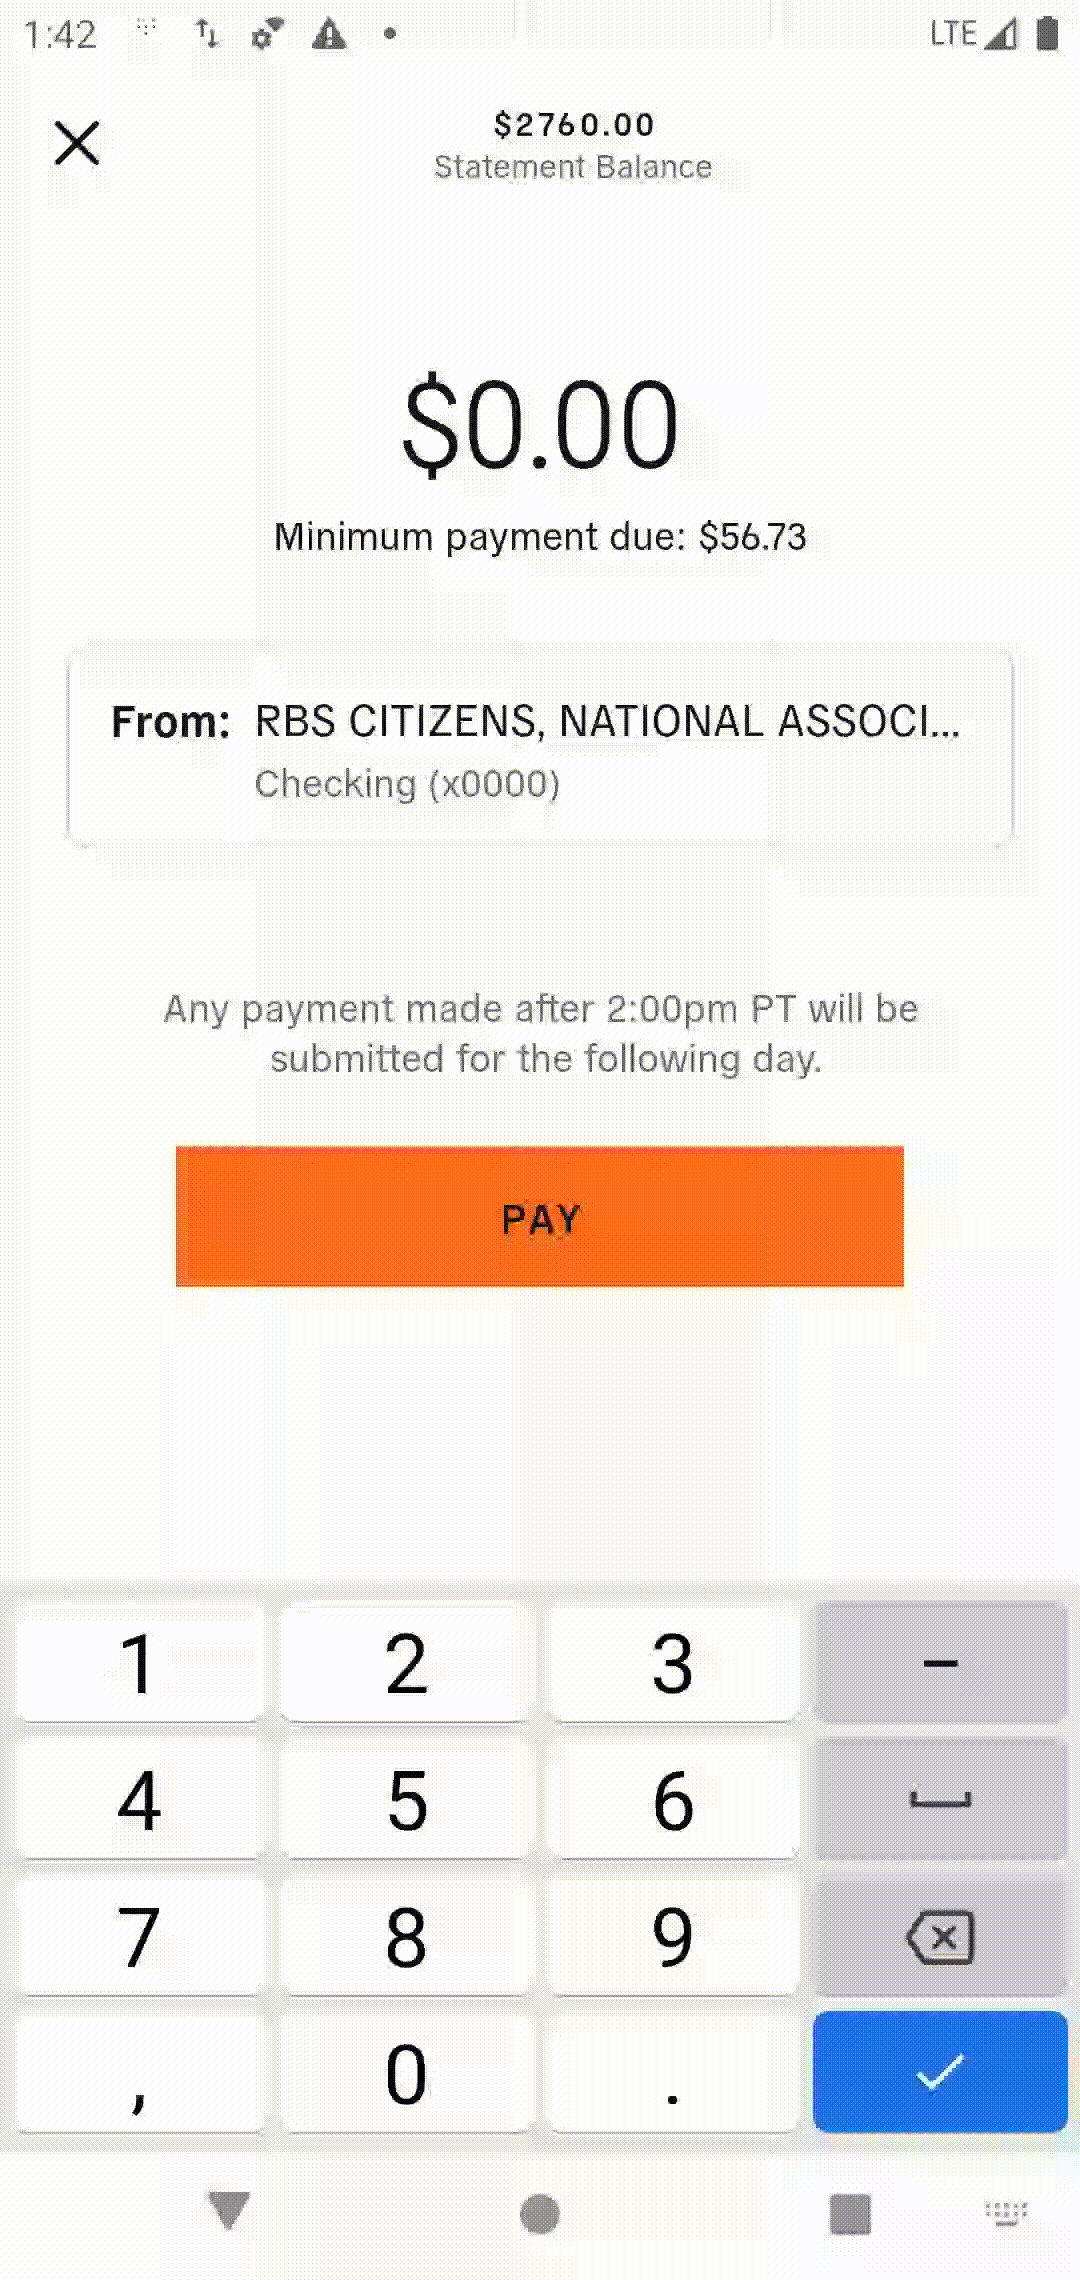 1:42
LTE
$2760.00
Statement Balance
$0.00
Minimum payment due: $56.73
From: RBS CITIZENS, NATIONAL ASSOCI...
Checking (x0000)
Any payment made after 2:00pm PT will be
submitted for the following day.
PAY
1 2 3 –
4 5 6
7 8 9
, 0 .